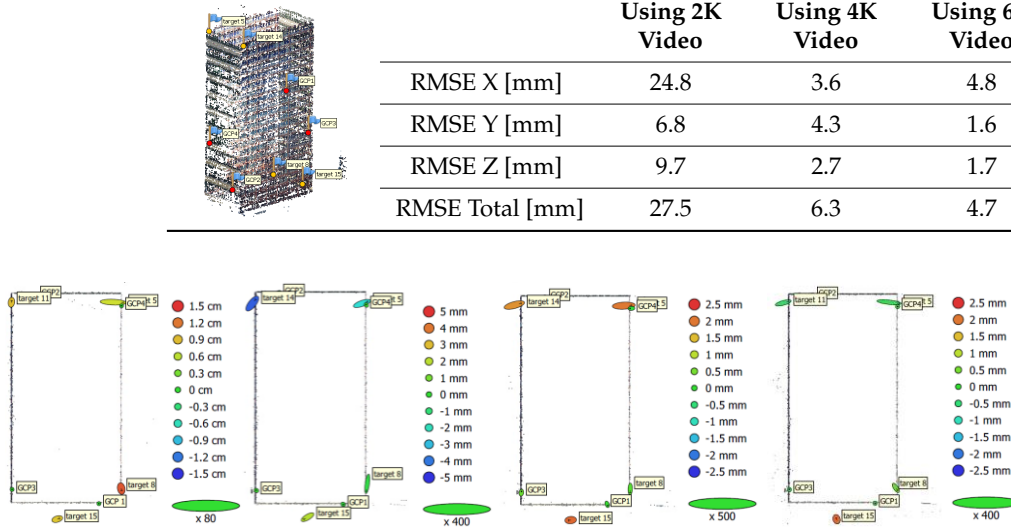 target 5
target 14
GCP1
GCP3
GCP4
target 8
target 15
GCP2
Using 2K Video
Using 4K Video
Using 6
Video
RMSE X [mm] 24.8 3.6 4.8
RMSE Y [mm] 6.8 4.3 1.6
RMSE Z [mm] 9.7 2.7 1.7
RMSE Total [mm] 27.5 6.3 4.7
GCP2
target 11
GCP4
t 5
GCP3
GCP 1
target 8
target 15
1.5 cm
1.2 cm
0.9 cm
0.6 cm
0.3 cm
0 cm
-0.3 cm
-0.6 cm
-0.9 cm
-1.2 cm
-1.5 cm
x 80
GCP2
target 14
GCP4
t 5
GCP3
GCP1
target 8
target 15
5 mm
4 mm
3 mm
2 mm
1 mm
0 mm
-1 mm
-2 mm
-3 mm
-4 mm
-5 mm
x 400
GCP2
target 14
GCP4
t 5
GCP3
GCP1
target 8
target 15
2.5 mm
2 mm
1.5 mm
1 mm
0.5 mm
0 mm
-0.5 mm
-1 mm
-1.5 mm
-2 mm
-2.5 mm
x 500
GCP2
target 11
GCP4
t 5
GCP3
GCP1
target 8
target 15
2.5 mm
2 mm
1.5 mm
1 mm
0.5 mm
0 mm
-0.5 mm
-1 mm
-1.5 mm
-2 mm
-2.5 mm
x 400